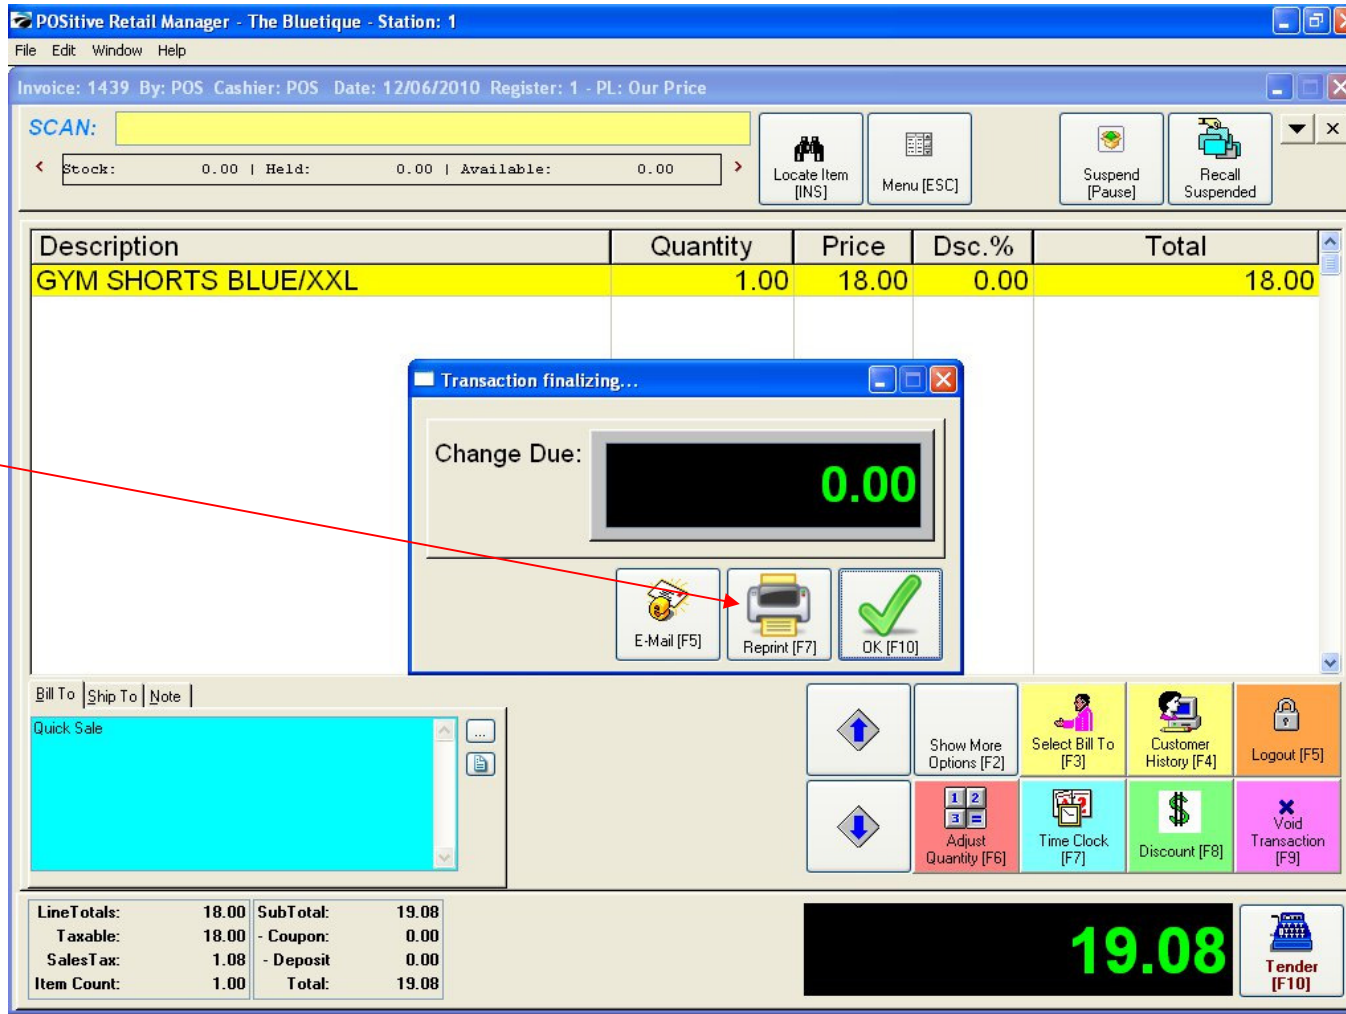 POSitive Retail Manager - The Bluetique - Station: 1
File Edit Window Help
Invoice: 1439 By: POS Cashier: POS Date: 12/06/2010 Register: 1 - PL: Our Price
SCAN:
Stock: 0.00 | Held: 0.00 | Available: 0.00
Locate Item
[INS]
Menu [ESC]
Suspend
[Pause]
Recall
Suspended
Description Quantity Price Dsc.% Total
GYM SHORTS BLUE/XXL 1.00 18.00 0.00 18.00
Transaction finalizing...
Change Due: 0.00
E-Mail [F5]
Reprint [F7]
OK [F10]
Bill To Ship To Note
Quick Sale
...
Show More
Options [F2]
Select Bill To
[F3]
Customer
History [F4]
Logout [F5]
Adjust
Quantity [F6]
Time Clock
[F7]
Discount [F8]
Void
Transaction
[F9]
LineTotals: 18.00 SubTotal: 19.08
Taxable: 18.00 - Coupon: 0.00
SalesTax: 1.08 - Deposit 0.00
Item Count: 1.00 Total: 19.08
19.08
Tender
[F10]